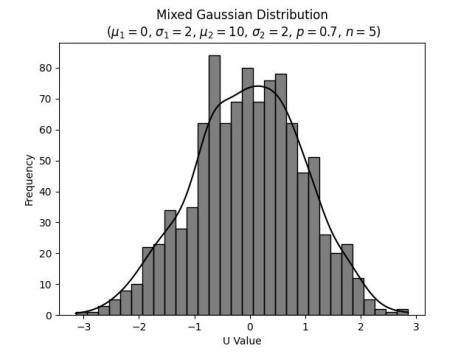 Mixed Gaussian Distribution
(μ₁ = 0, σ₁ = 2, μ₂ = 10, σ₂ = 2, p = 0.7, n = 5)
80
70
60
50
40
30
20
10
0
Frequency
−3 −2 −1 0 1 2 3
U Value